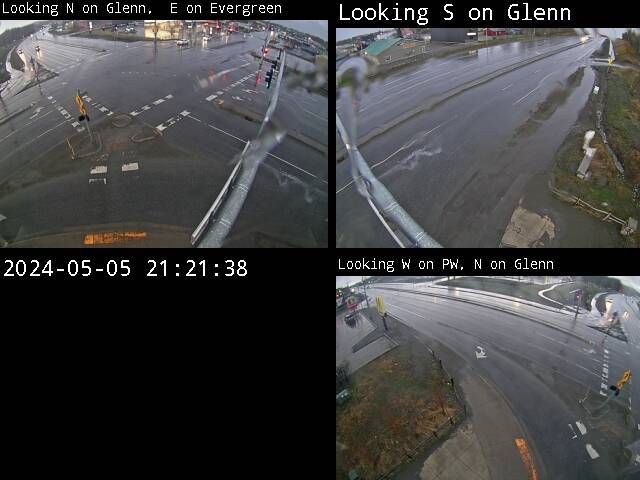 Looking N on Glenn,  E on Evergreen
Looking S on Glenn
2024-05-05 21:21:38
Looking W on PW, N on Glenn